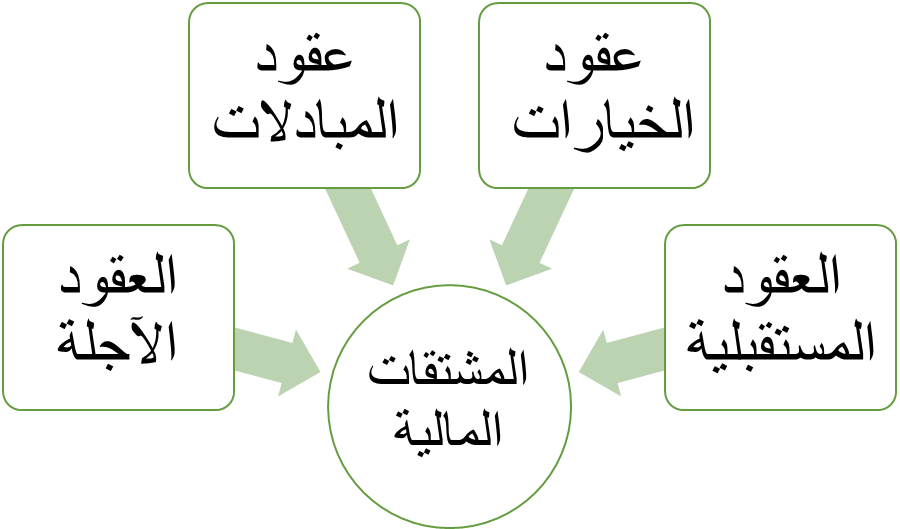 عقود
الخيارات
عقود
المبادلات
العقود
المستقبلية
العقود
الآجلة
المشتقات
المالية